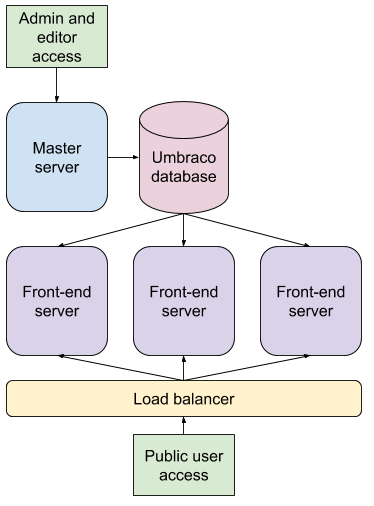 Admin and
editor
access
Master
server
Umbraco
database
Front-end
server
Front-end
server
Front-end
server
Load balancer
Public user
access